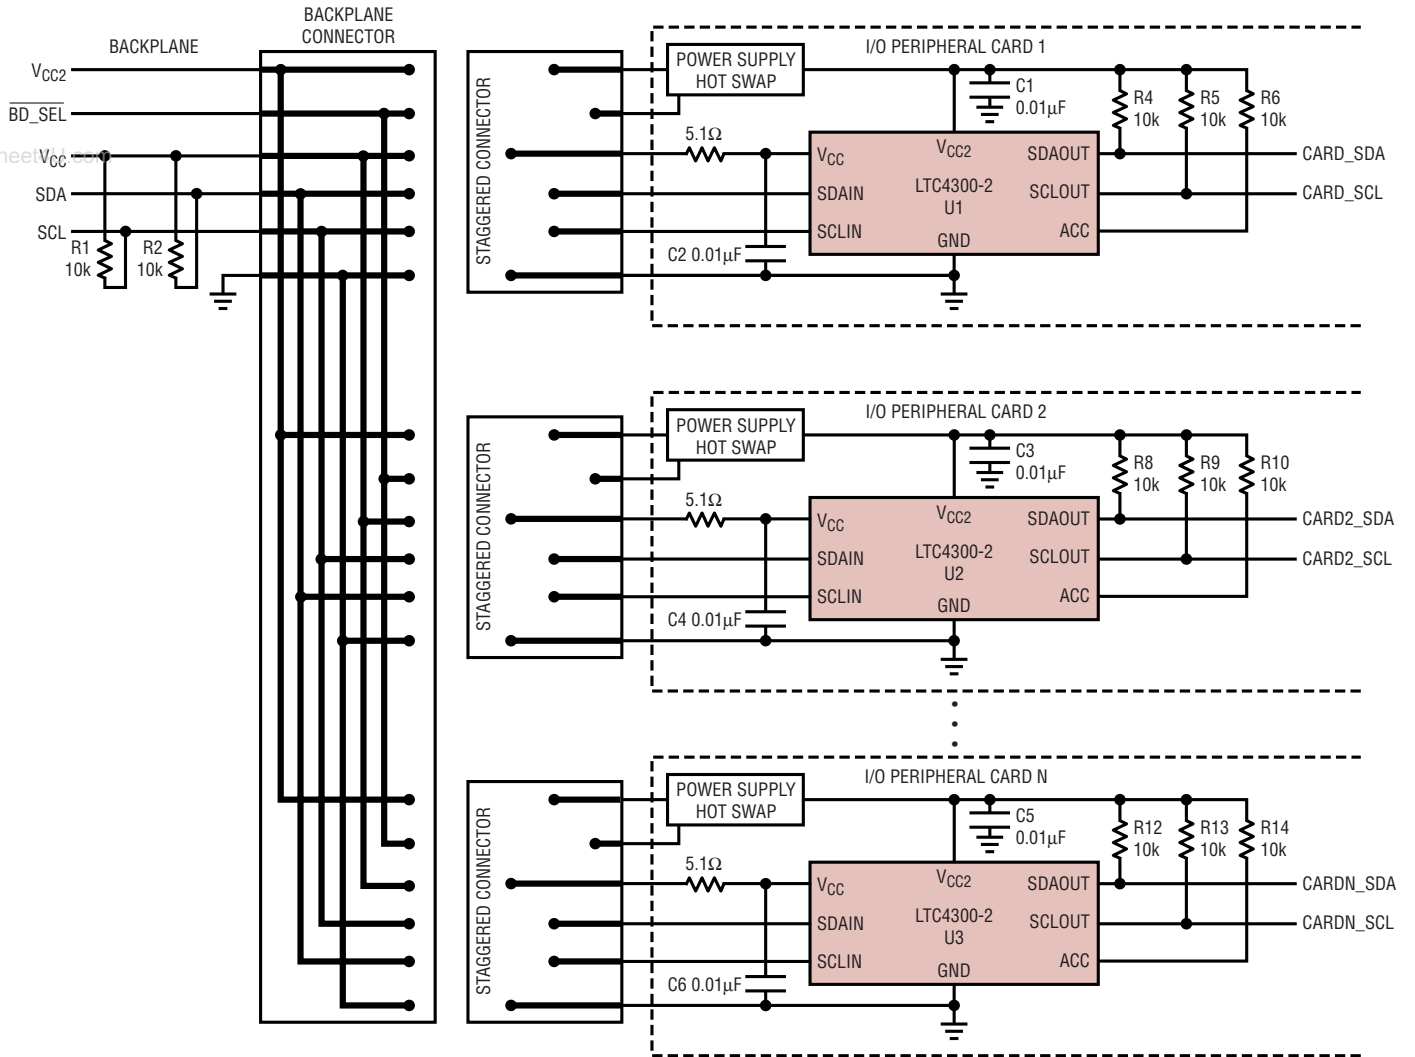 BACKPLANE
BACKPLANE
CONNECTOR
VCC2
BD_SEL
VCC
SDA
SCL
R1
10k
R2
10k
STAGGERED CONNECTOR
I/O PERIPHERAL CARD 1
POWER SUPPLY
HOT SWAP
5.1Ω
C2 0.01µF
C1
0.01µF
R4
10k
R5
10k
R6
10k
VCC
VCC2
SDAOUT
SDAIN
LTC4300-2
U1
SCLOUT
SCLIN
GND
ACC
CARD_SDA
CARD_SCL
STAGGERED CONNECTOR
I/O PERIPHERAL CARD 2
POWER SUPPLY
HOT SWAP
5.1Ω
C4 0.01µF
C3
0.01µF
R8
10k
R9
10k
R10
10k
VCC
VCC2
SDAOUT
SDAIN
LTC4300-2
U2
SCLOUT
SCLIN
GND
ACC
CARD2_SDA
CARD2_SCL
STAGGERED CONNECTOR
I/O PERIPHERAL CARD N
POWER SUPPLY
HOT SWAP
5.1Ω
C6 0.01µF
C5
0.01µF
R12
10k
R13
10k
R14
10k
VCC
VCC2
SDAOUT
SDAIN
LTC4300-2
U3
SCLOUT
SCLIN
GND
ACC
CARDN_SDA
CARDN_SCL